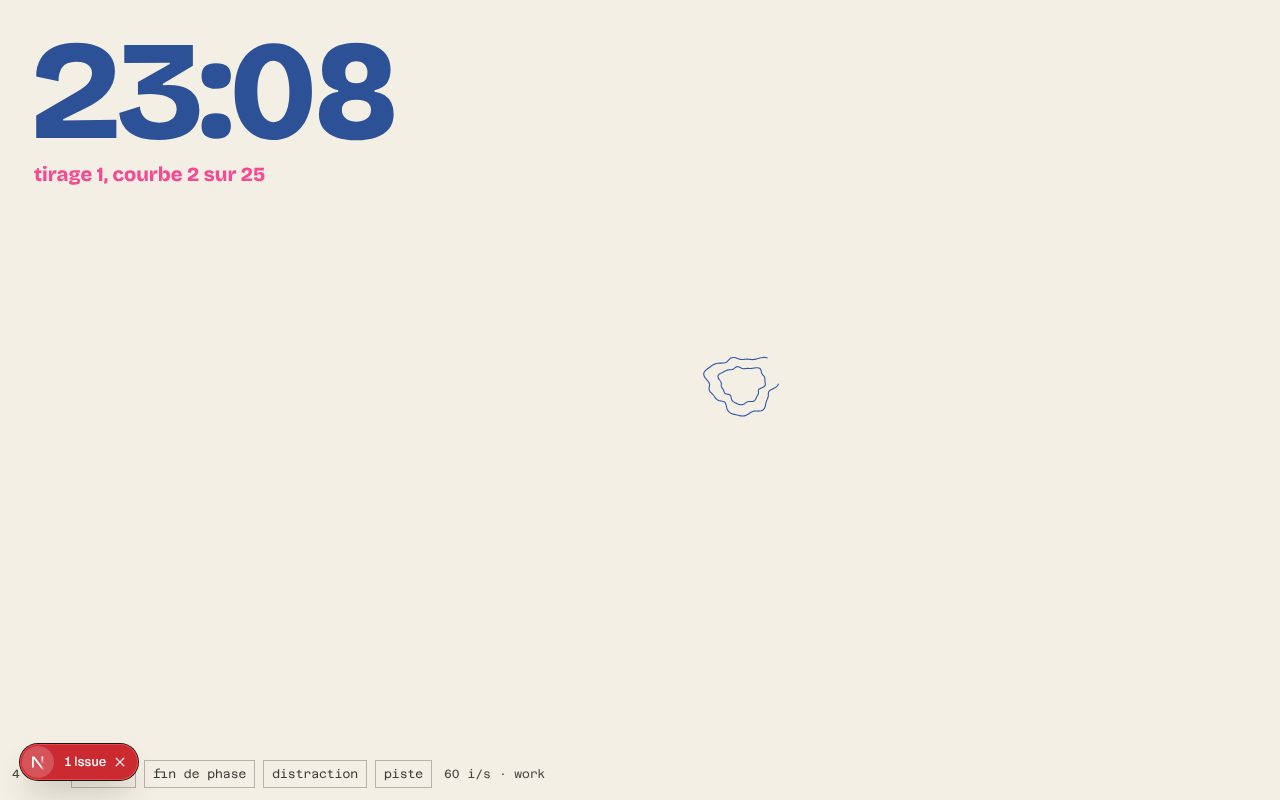 23:08
tirage 1, courbe 2 sur 25
4
N 1 Issue
fin de phase distraction piste 60 i/s · work